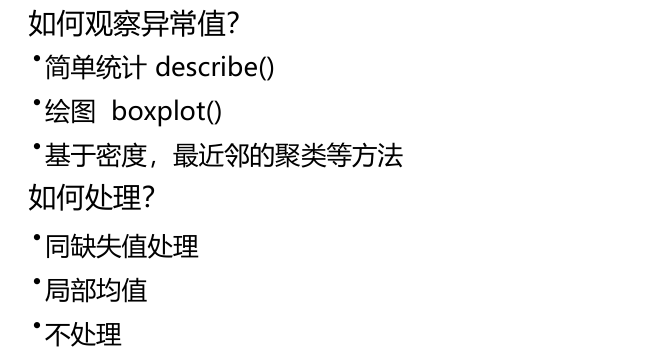 如何观察异常值？
•简单统计 describe()
•绘图 boxplot()
•基于密度，最近邻的聚类等方法
如何处理？
•同缺失值处理
•局部均值
•不处理